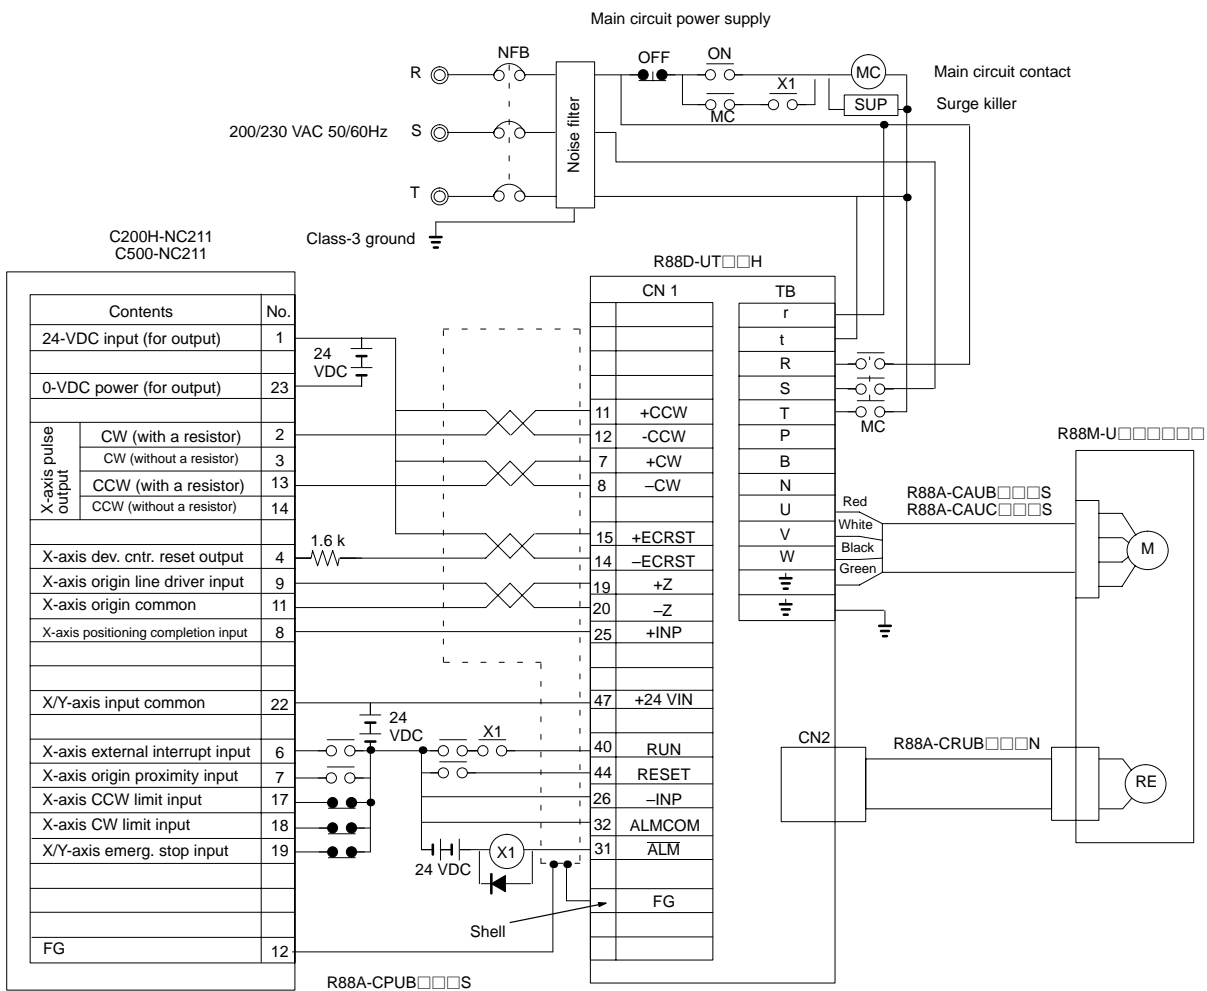 Main circuit power supply
NFB
OFF
ON
R
MC
Main circuit contact
X1
SUP
Surge killer
MC
200/230 VAC 50/60Hz
S
Noise filter
T
Class-3 ground
C200H-NC211
C500-NC211
R88D-UT□□H
Contents No.
24-VDC input (for output) 1
0-VDC power (for output) 23
X-axis pulse output
CW (with a resistor) 2
CW (without a resistor) 3
CCW (with a resistor) 13
CCW (without a resistor) 14
X-axis dev. cntr. reset output 4
X-axis origin line driver input 9
X-axis origin common 11
X-axis positioning completion input 8
X/Y-axis input common 22
X-axis external interrupt input 6
X-axis origin proximity input 7
X-axis CCW limit input 17
X-axis CW limit input 18
X/Y-axis emerg. stop input 19
FG 12
24
VDC
1.6 k
24
VDC
X1
X1
24 VDC
Shell
R88A-CPUB□□□S
CN 1
11 +CCW
12 -CCW
7 +CW
8 –CW
15 +ECRST
14 –ECRST
19 +Z
20 –Z
25 +INP
47 +24 VIN
40 RUN
44 RESET
26 –INP
32 ALMCOM
31 ALM
FG
TB
r
t
R
S
T
P
B
N
U
V
W
MC
Red
White
Black
Green
R88A-CAUB□□□S
R88A-CAUC□□□S
R88M-U□□□□□□
M
CN2
R88A-CRUB□□□N
RE